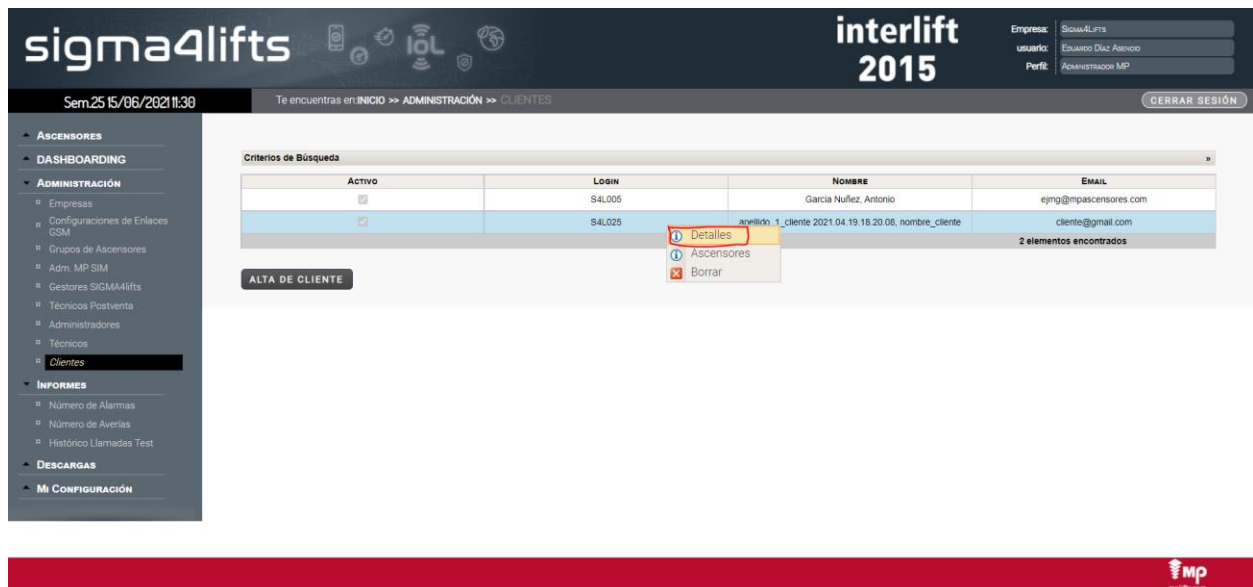 sigma4lifts
IoL
interlift
2015
Empresa: Sigma4Lifts
usuario: Eduardo Díaz Asencio
Perfil: Administrador MP
Sem.25 15/06/2021 11:30
Te encuentras en:INICIO >> ADMINISTRACIÓN >> CLIENTES
CERRAR SESIÓN
Ascensores
DASHBOARDING
Administración
Empresas
Configuraciones de Enlaces
GSM
Grupos de Ascensores
Adm. MP SIM
Gestores SIGMA4lifts
Técnicos Postventa
Administradores
Técnicos
Clientes
Informes
Número de Alarmas
Número de Averías
Histórico Llamadas Test
Descargas
Mi Configuración
Criterios de Búsqueda »
Activo Login Nombre Email
S4L005 Garcia Nuñez, Antonio ejmg@mpascensores.com
S4L025 apellido_1_cliente 2021.04.19.18.20.08, nombre_cliente cliente@gmail.com
2 elementos encontrados
Detalles
Ascensores
Borrar
ALTA DE CLIENTE
MP